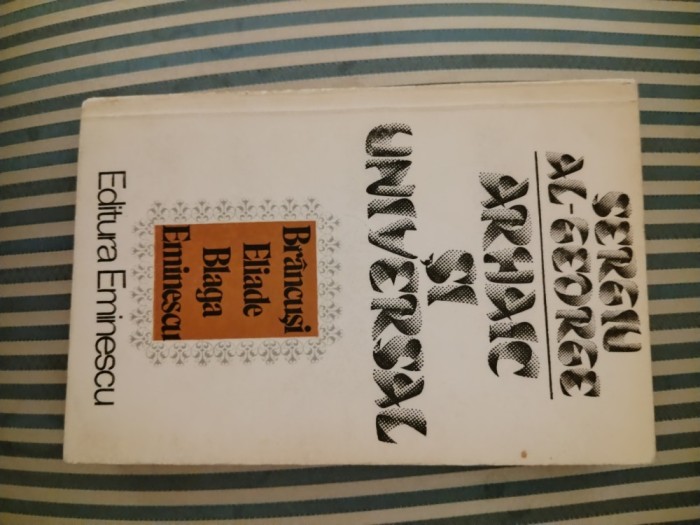 SERGIU
AL-GEORGE
ARHAIC
ȘI
UNIVERSAL
Brâncuși
Eliade
Blaga
Eminescu
Editura Eminescu